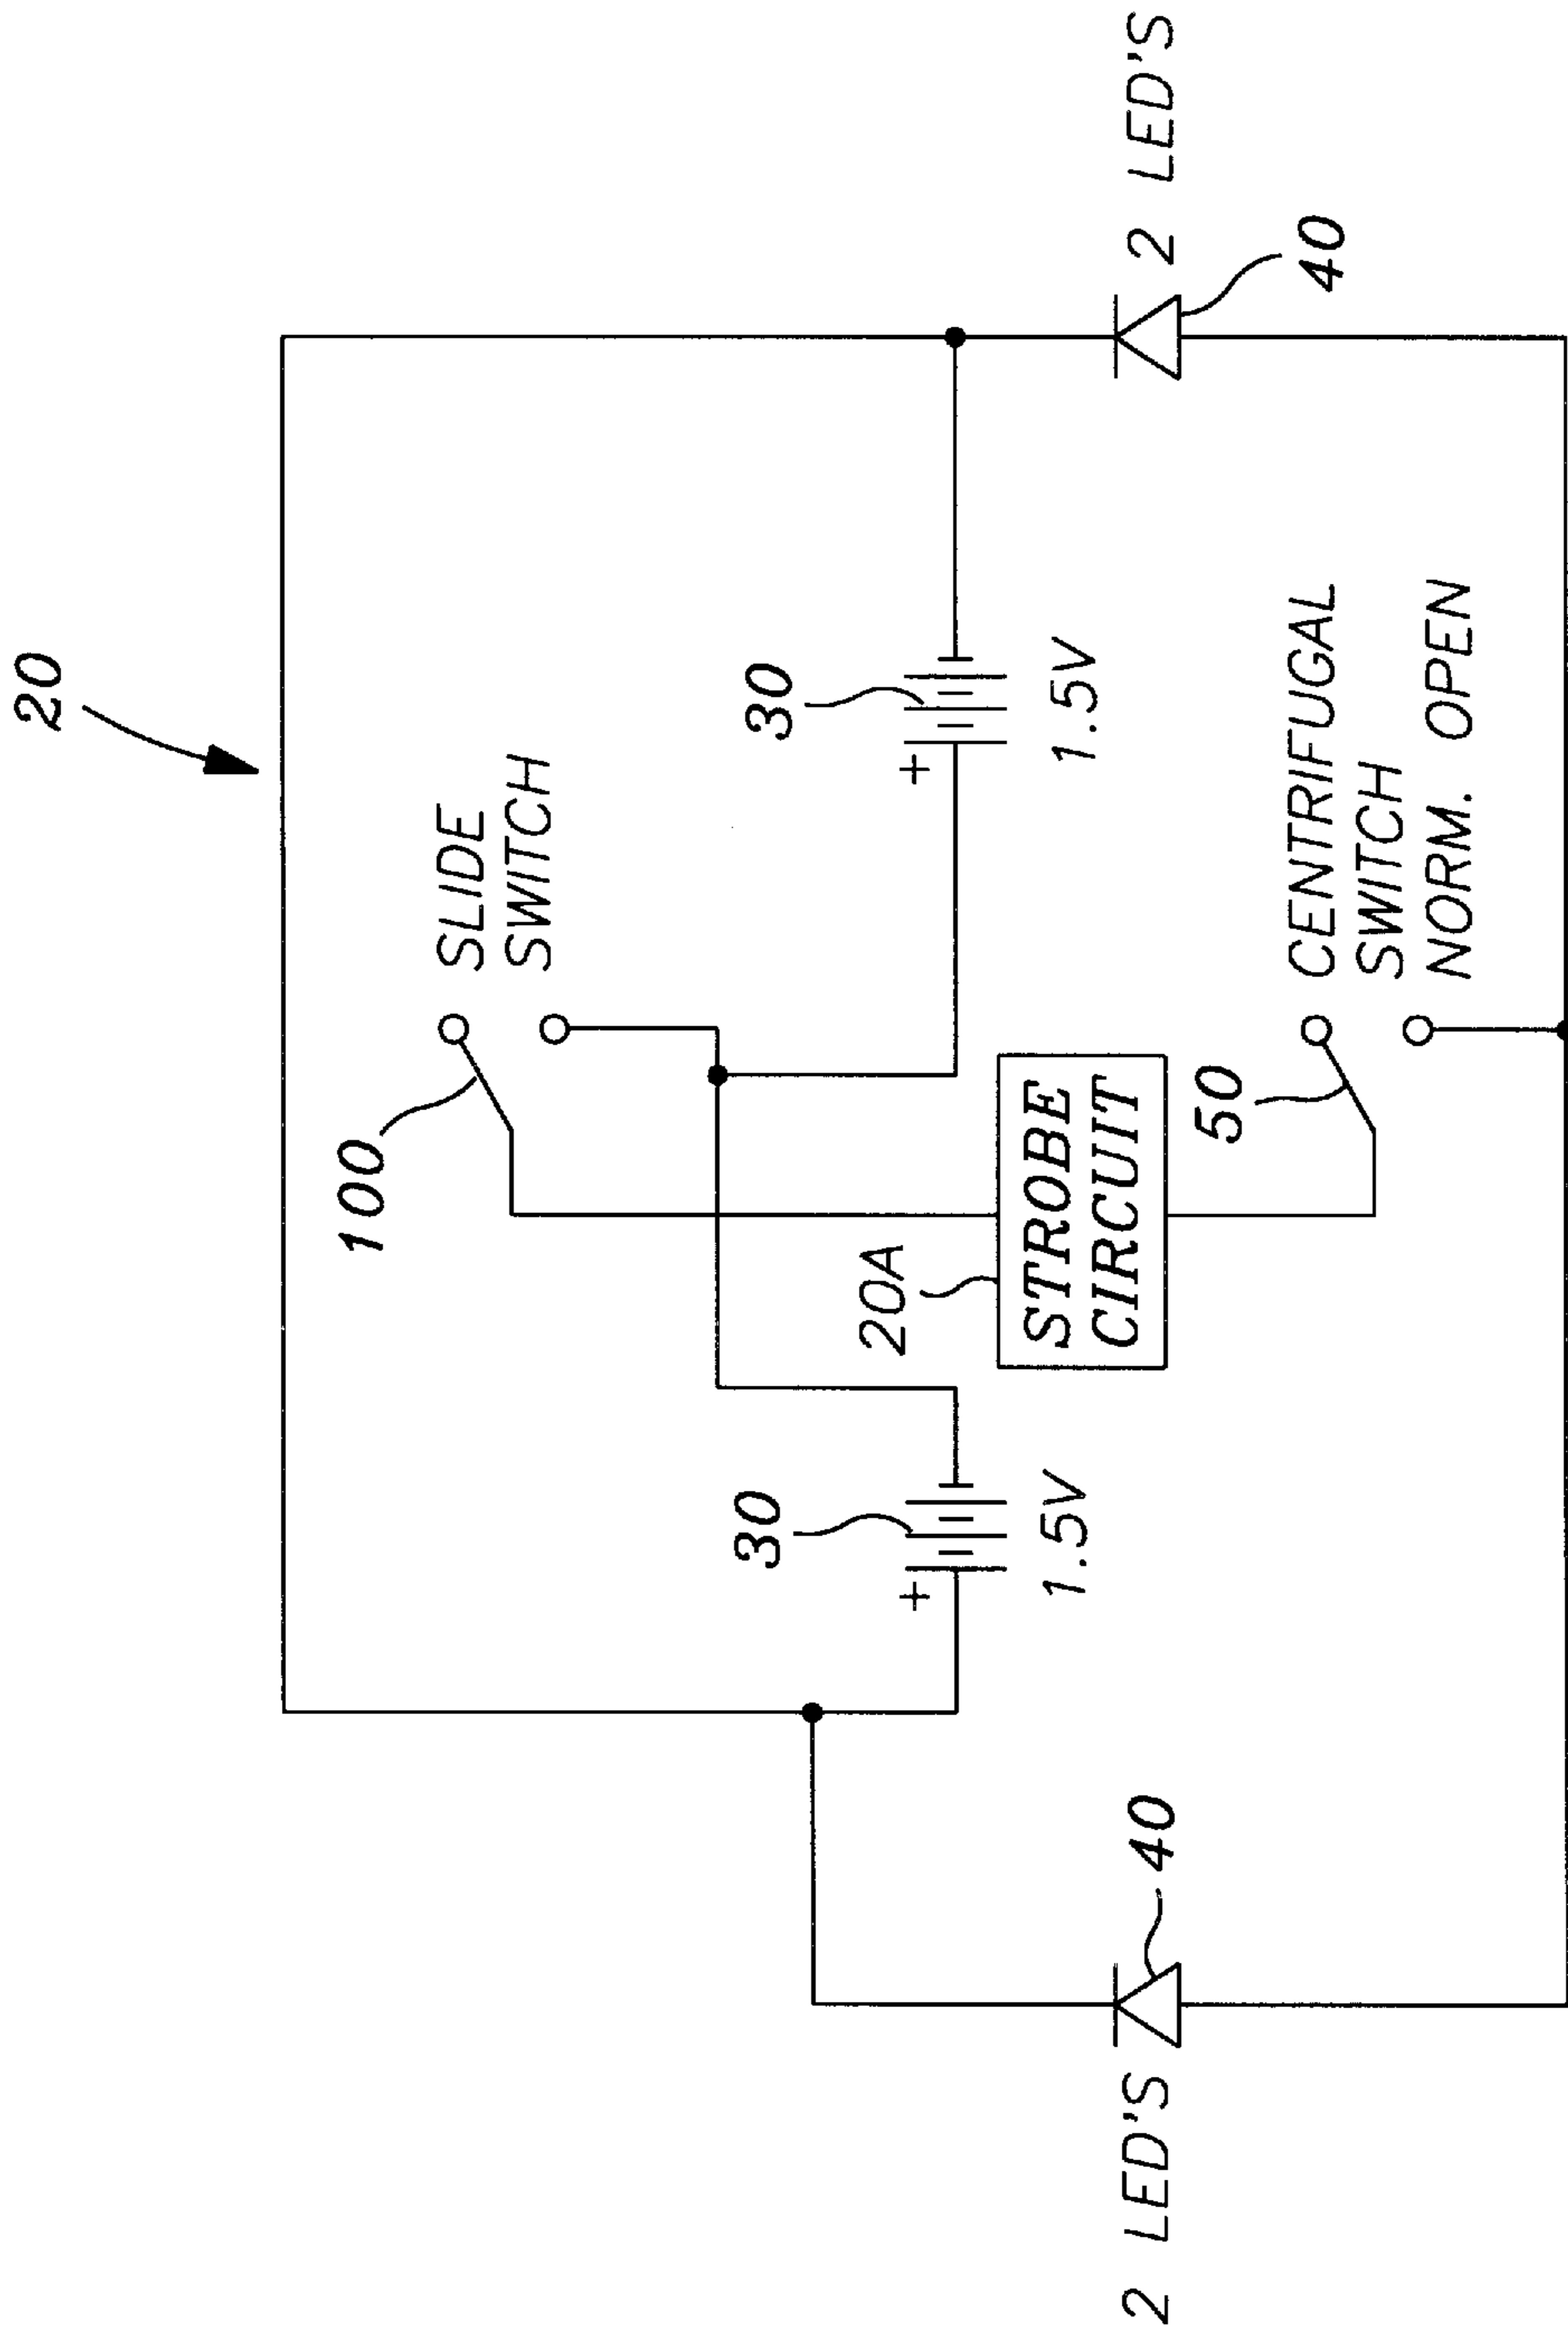 20
100
SLIDE
SWITCH
30
30
20A
STROBE
CIRCUIT
1.5V
1.5V
2 LED'S
40
2 LED'S
40
50
CENTRIFUGAL
SWITCH
NORM. OPEN